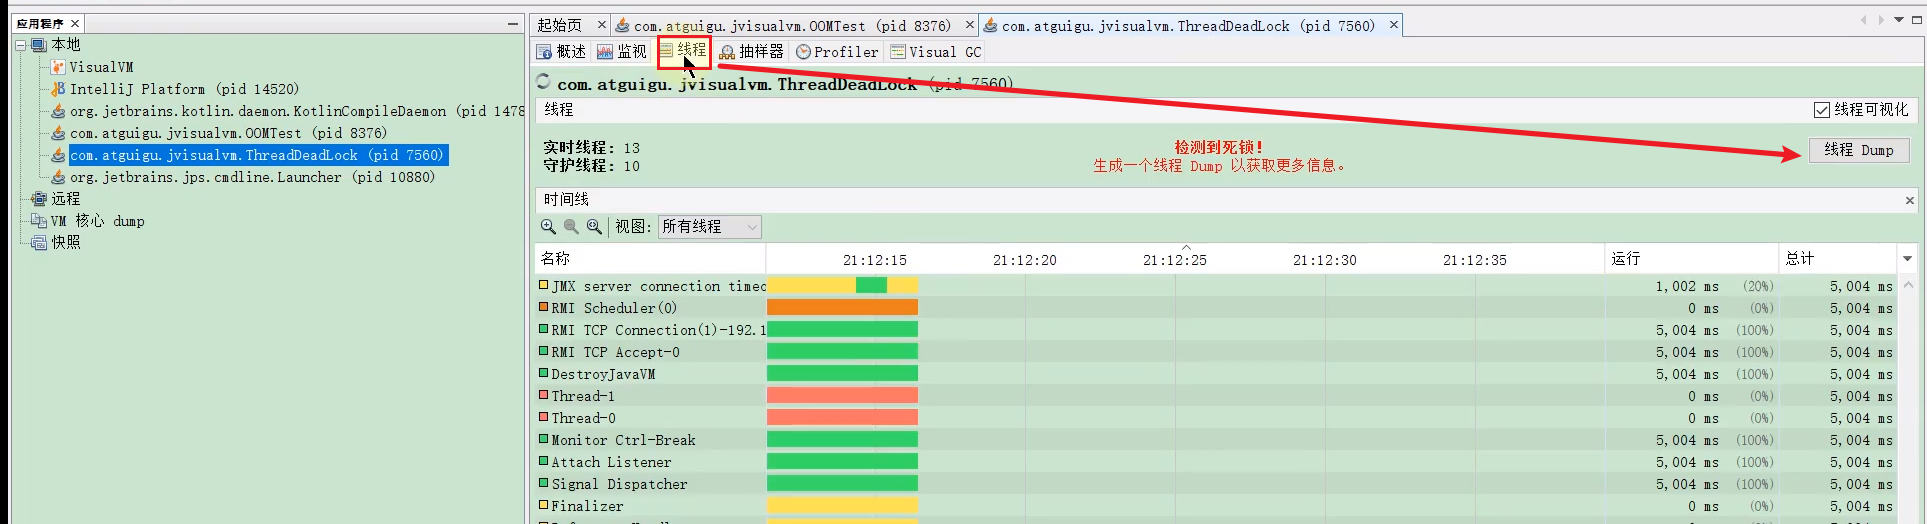 应用程序
本地
VisualVM
IntelliJ Platform (pid 14520)
org.jetbrains.kotlin.daemon.KotlinCompileDaemon (pid 1478
com.atguigu.jvisualvm.OOMTest (pid 8376)
com.atguigu.jvisualvm.ThreadDeadLock (pid 7560)
org.jetbrains.jps.cmdline.Launcher (pid 10880)
远程
VM 核心 dump
快照
起始页 com.atguigu.jvisualvm.OOMTest (pid 8376) com.atguigu.jvisualvm.ThreadDeadLock (pid 7560)
概述 监视 线程 抽样器 Profiler Visual GC
com.atguigu.jvisualvm.ThreadDeadLock (pid 7560)
线程 线程可视化
实时线程: 13
守护线程: 10
检测到死锁!
生成一个线程 Dump 以获取更多信息。
线程 Dump
时间线
视图: 所有线程
名称 21:12:15 21:12:20 21:12:25 21:12:30 21:12:35 运行 总计
JMX server connection timeo 1,002 ms (20%) 5,004 ms
RMI Scheduler(0) 0 ms (0%) 5,004 ms
RMI TCP Connection(1)-192.1 5,004 ms (100%) 5,004 ms
RMI TCP Accept-0 5,004 ms (100%) 5,004 ms
DestroyJavaVM 5,004 ms (100%) 5,004 ms
Thread-1 0 ms (0%) 5,004 ms
Thread-0 0 ms (0%) 5,004 ms
Monitor Ctrl-Break 5,004 ms (100%) 5,004 ms
Attach Listener 5,004 ms (100%) 5,004 ms
Signal Dispatcher 5,004 ms (100%) 5,004 ms
Finalizer 0 ms (0%) 5,004 ms